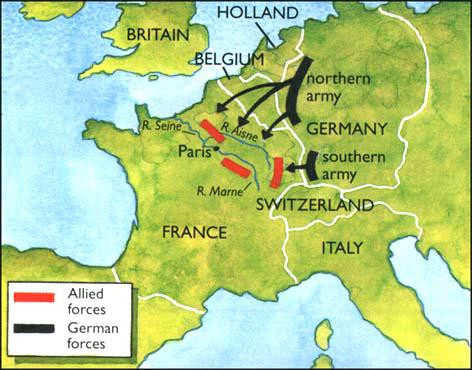 HOLLAND
BRITAIN
BELGIUM
northern
army
R. Seine
R. Aisne
GERMANY
Paris
southern
army
R. Marne
SWITZERLAND
FRANCE
ITALY
Allied
forces
German
forces